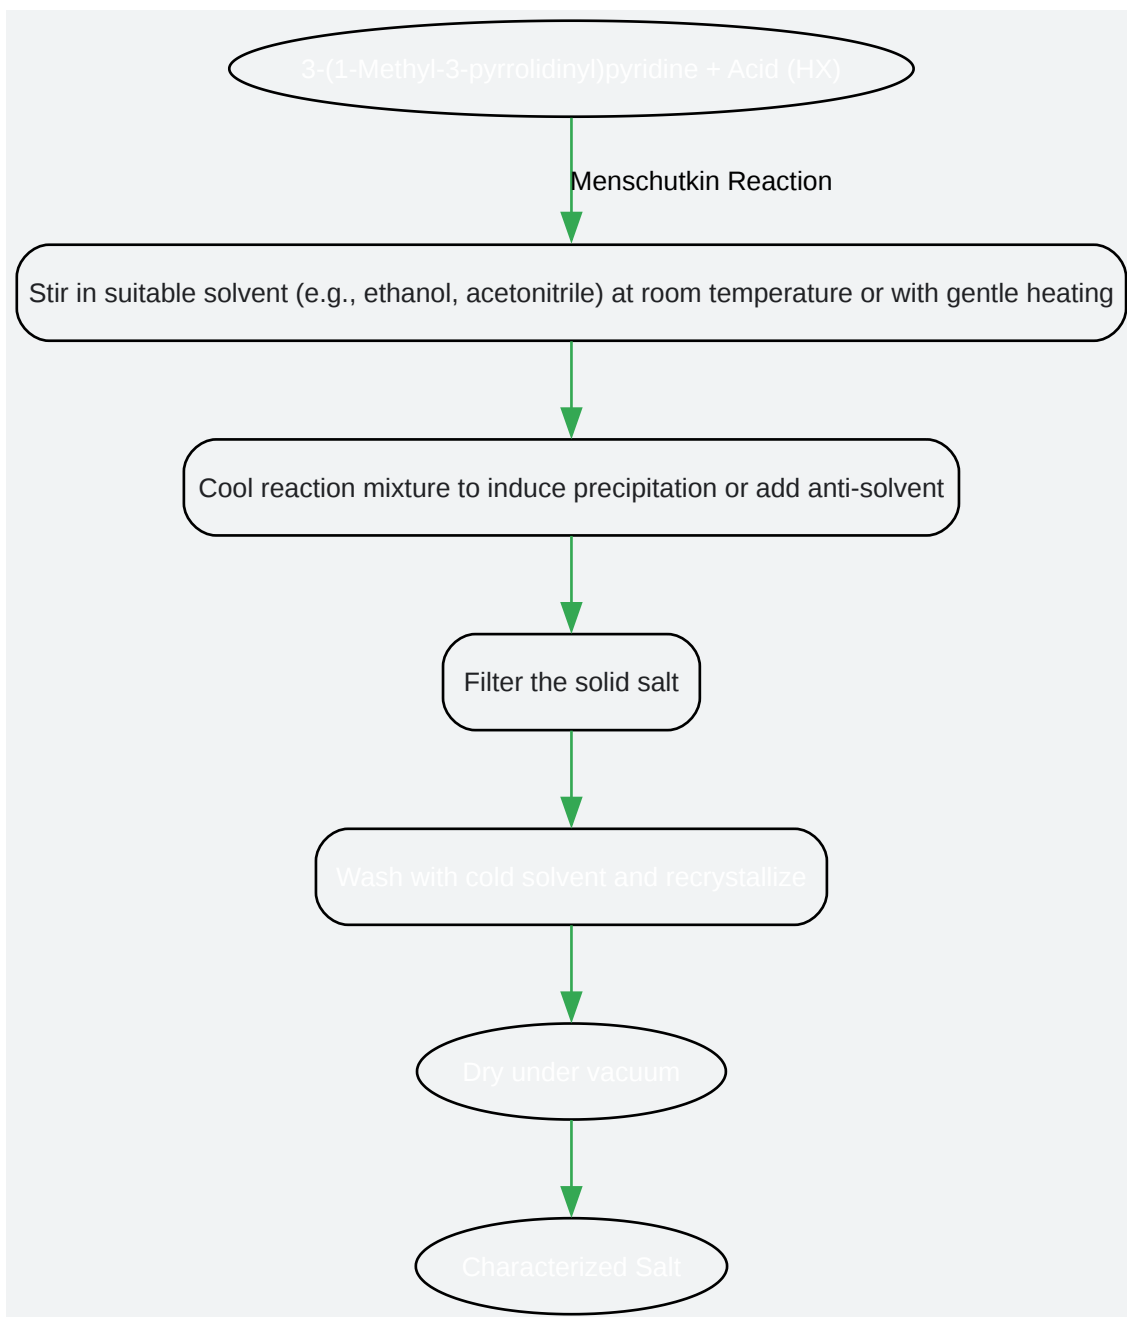 3-(1-Methyl-3-pyrrolidinyl)pyridine + Acid (HX)
Menschutkin Reaction
Stir in suitable solvent (e.g., ethanol, acetonitrile) at room temperature or with gentle heating
Cool reaction mixture to induce precipitation or add anti-solvent
Filter the solid salt
Wash with cold solvent and recrystallize
Dry under vacuum
Characterized Salt